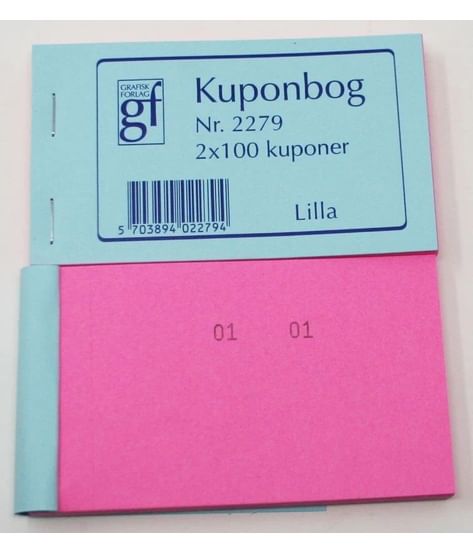 GRAFISK
FORLAG
gf
Kuponbog
Nr. 2279
2x100 kuponer
5 703894 022794
Lilla
01 01